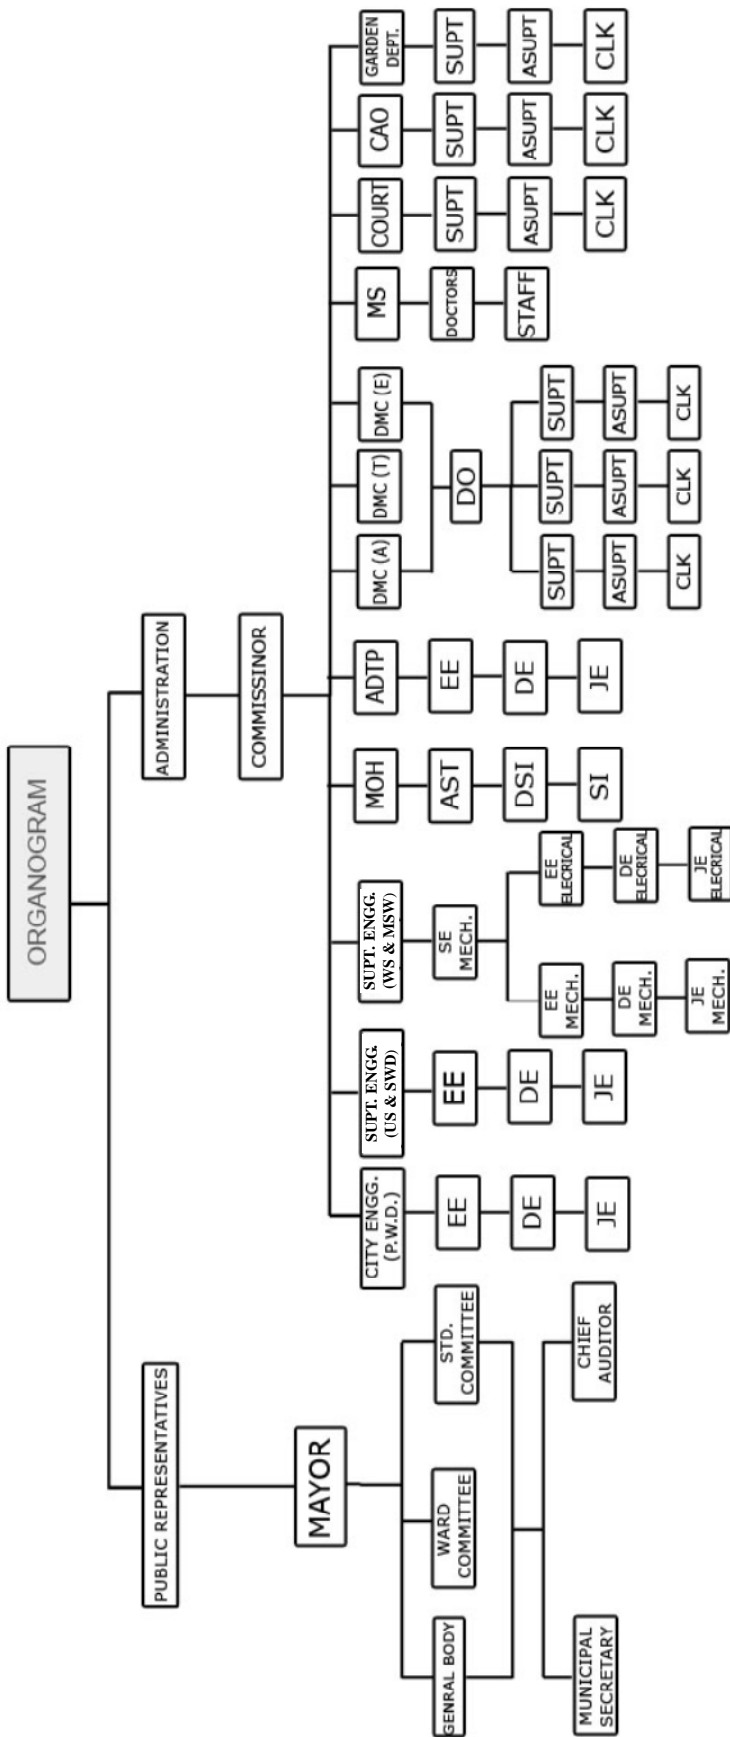 ORGANOGRAM
PUBLIC REPRESENTATIVES
ADMINISTRATION
MAYOR
COMMISSINOR
GENRAL BODY
WARD
COMMITTEE
STD.
COMMITTEE
MUNICIPAL
SECRETARY
CHIEF
AUDITOR
CITY ENGG.
(P.W.D.)
EE
DE
JE
SUPT. ENGG.
(US & SWD)
EE
DE
JE
SUPT. ENGG.
(WS & MSW)
SE
MECH.
EE
MECH.
DE
MECH.
JE
MECH.
EE
ELECRICAL
DE
ELECRICAL
JE
ELECRICAL
MOH
AST
DSI
SI
ADTP
EE
DE
JE
DMC (A)
DMC (T)
DMC (E)
DO
SUPT
ASUPT
CLK
SUPT
ASUPT
CLK
SUPT
ASUPT
CLK
MS
DOCTORS
STAFF
COURT
SUPT
ASUPT
CLK
CAO
SUPT
ASUPT
CLK
GARDEN
DEPT.
SUPT
ASUPT
CLK